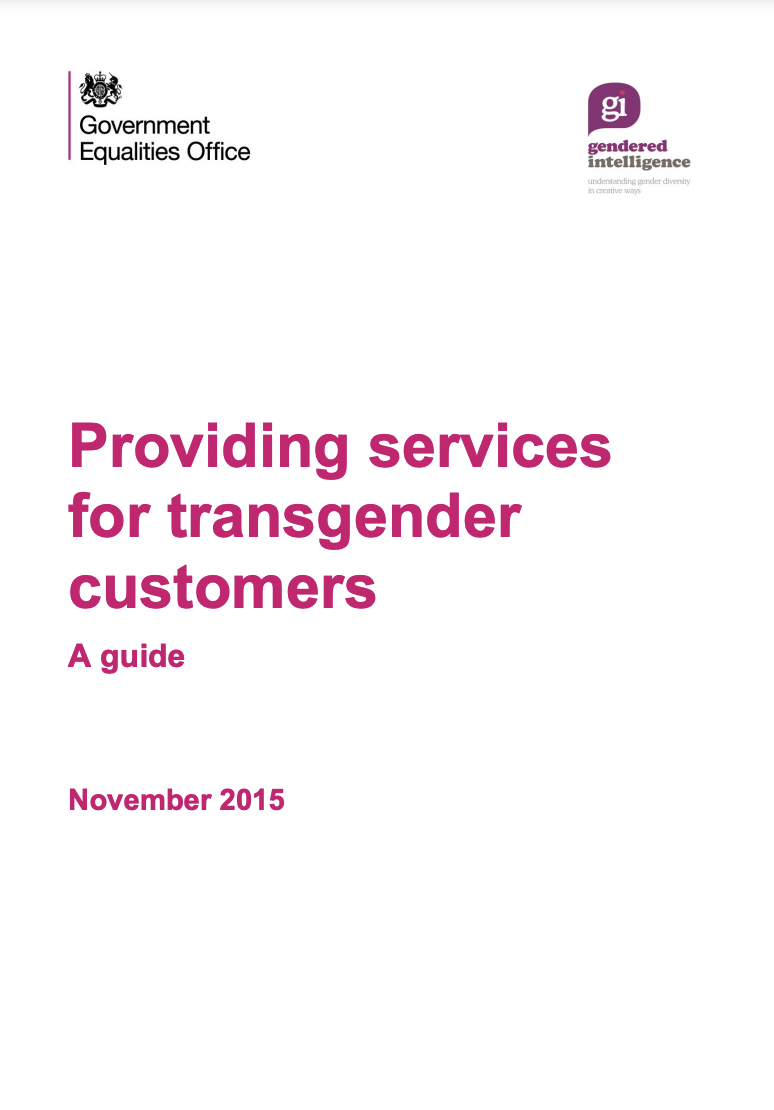 Government
Equalities Office
gi
gendered
intelligence
understanding gender diversity
in creative ways
Providing services
for transgender
customers
A guide
November 2015